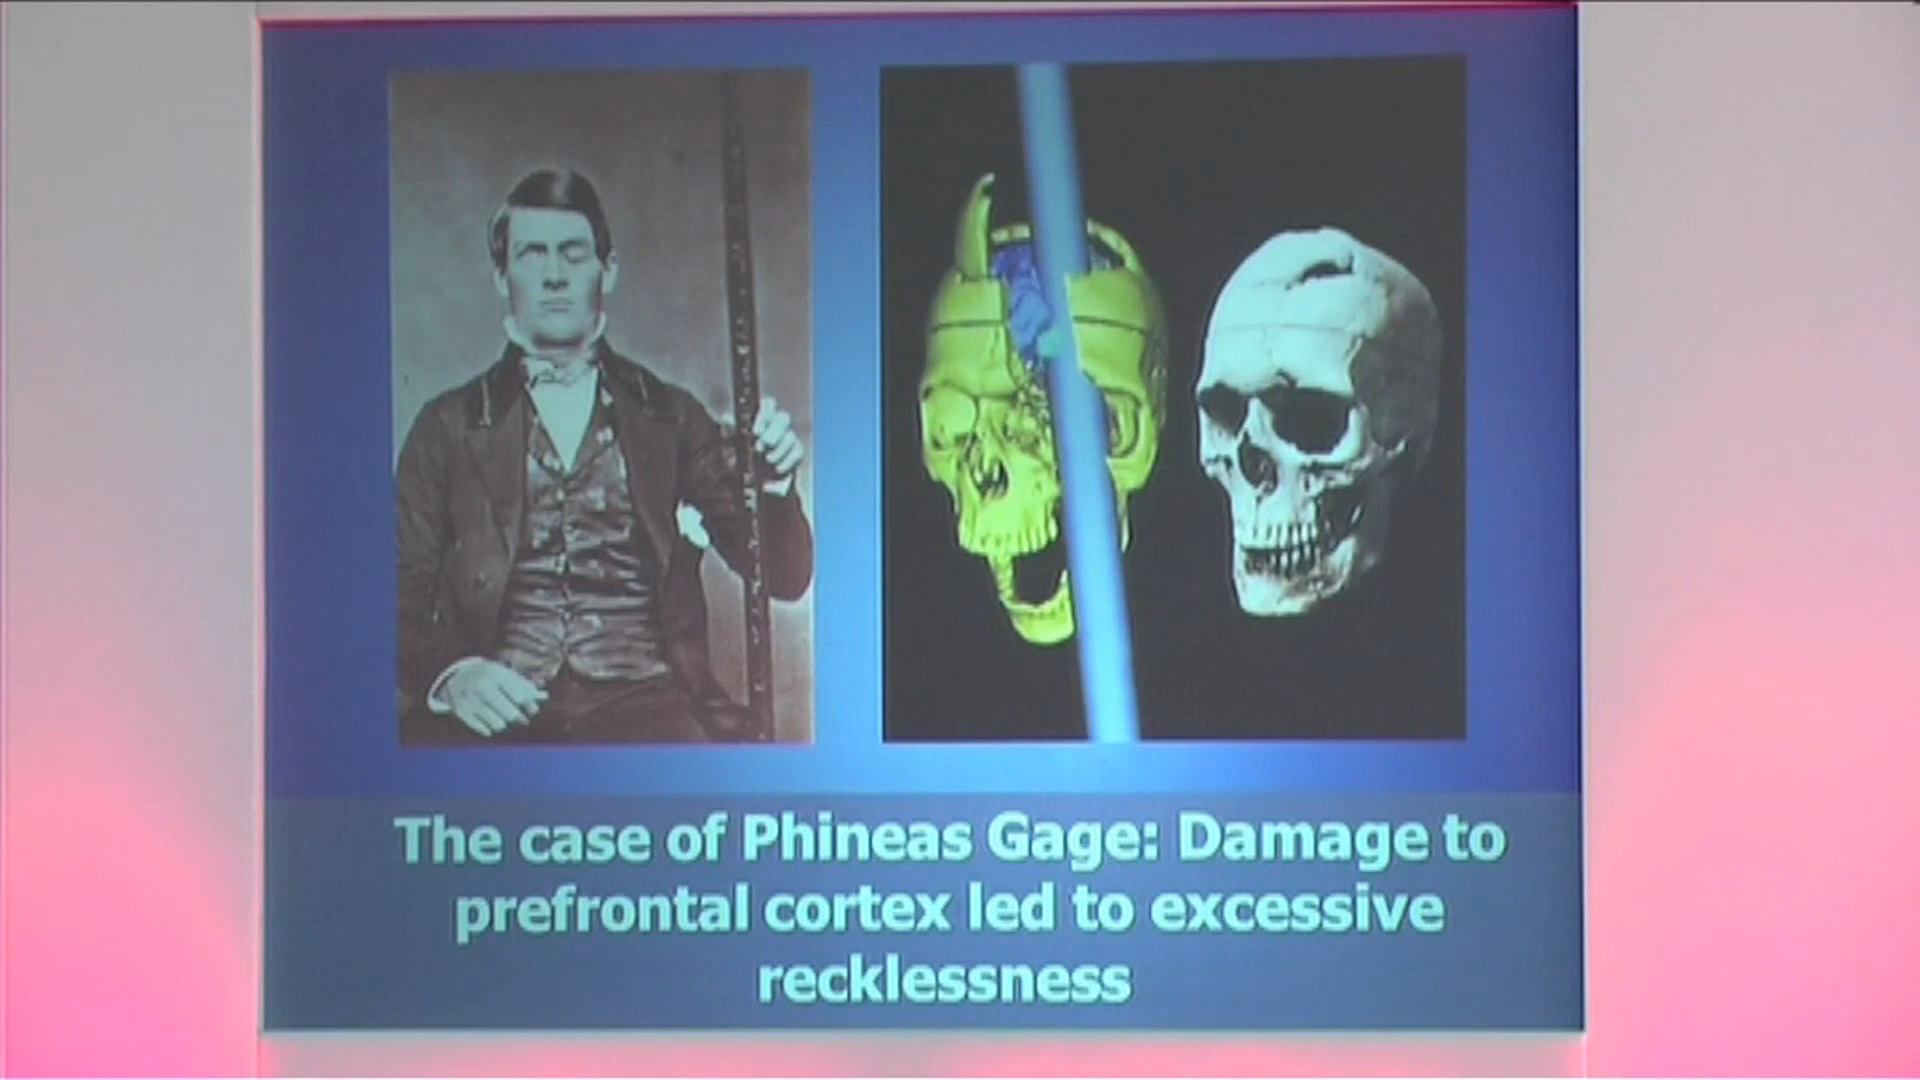 The case of Phineas Gage: Damage to
prefrontal cortex led to excessive
recklessness